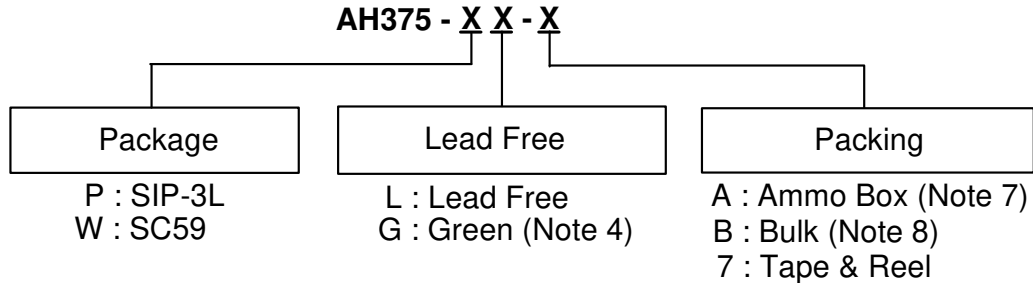 AH375 - X X - X
Package
Lead Free
Packing
P : SIP-3L
W : SC59
L : Lead Free
G : Green (Note 4)
A : Ammo Box (Note 7)
B : Bulk (Note 8)
7 : Tape & Reel